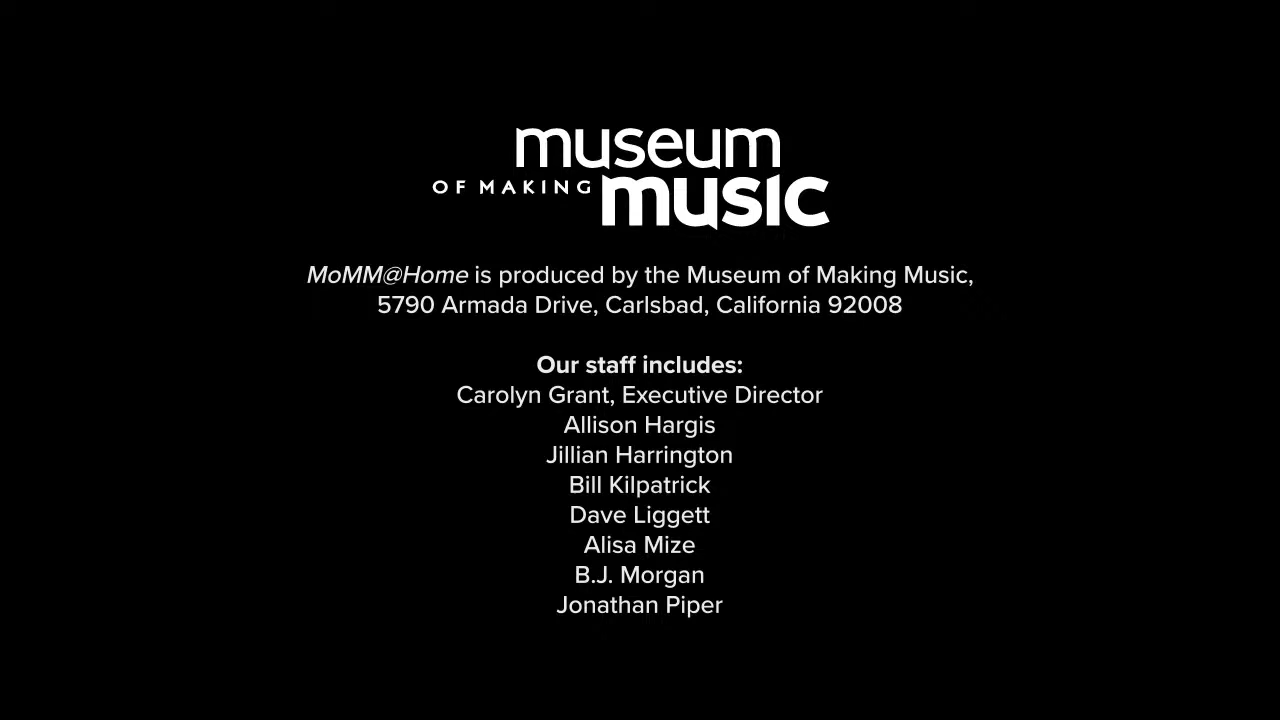 museum
OF MAKING music
MoMM@Home is produced by the Museum of Making Music,
5790 Armada Drive, Carlsbad, California 92008
Our staff includes:
Carolyn Grant, Executive Director
Allison Hargis
Jillian Harrington
Bill Kilpatrick
Dave Liggett
Alisa Mize
B.J. Morgan
Jonathan Piper